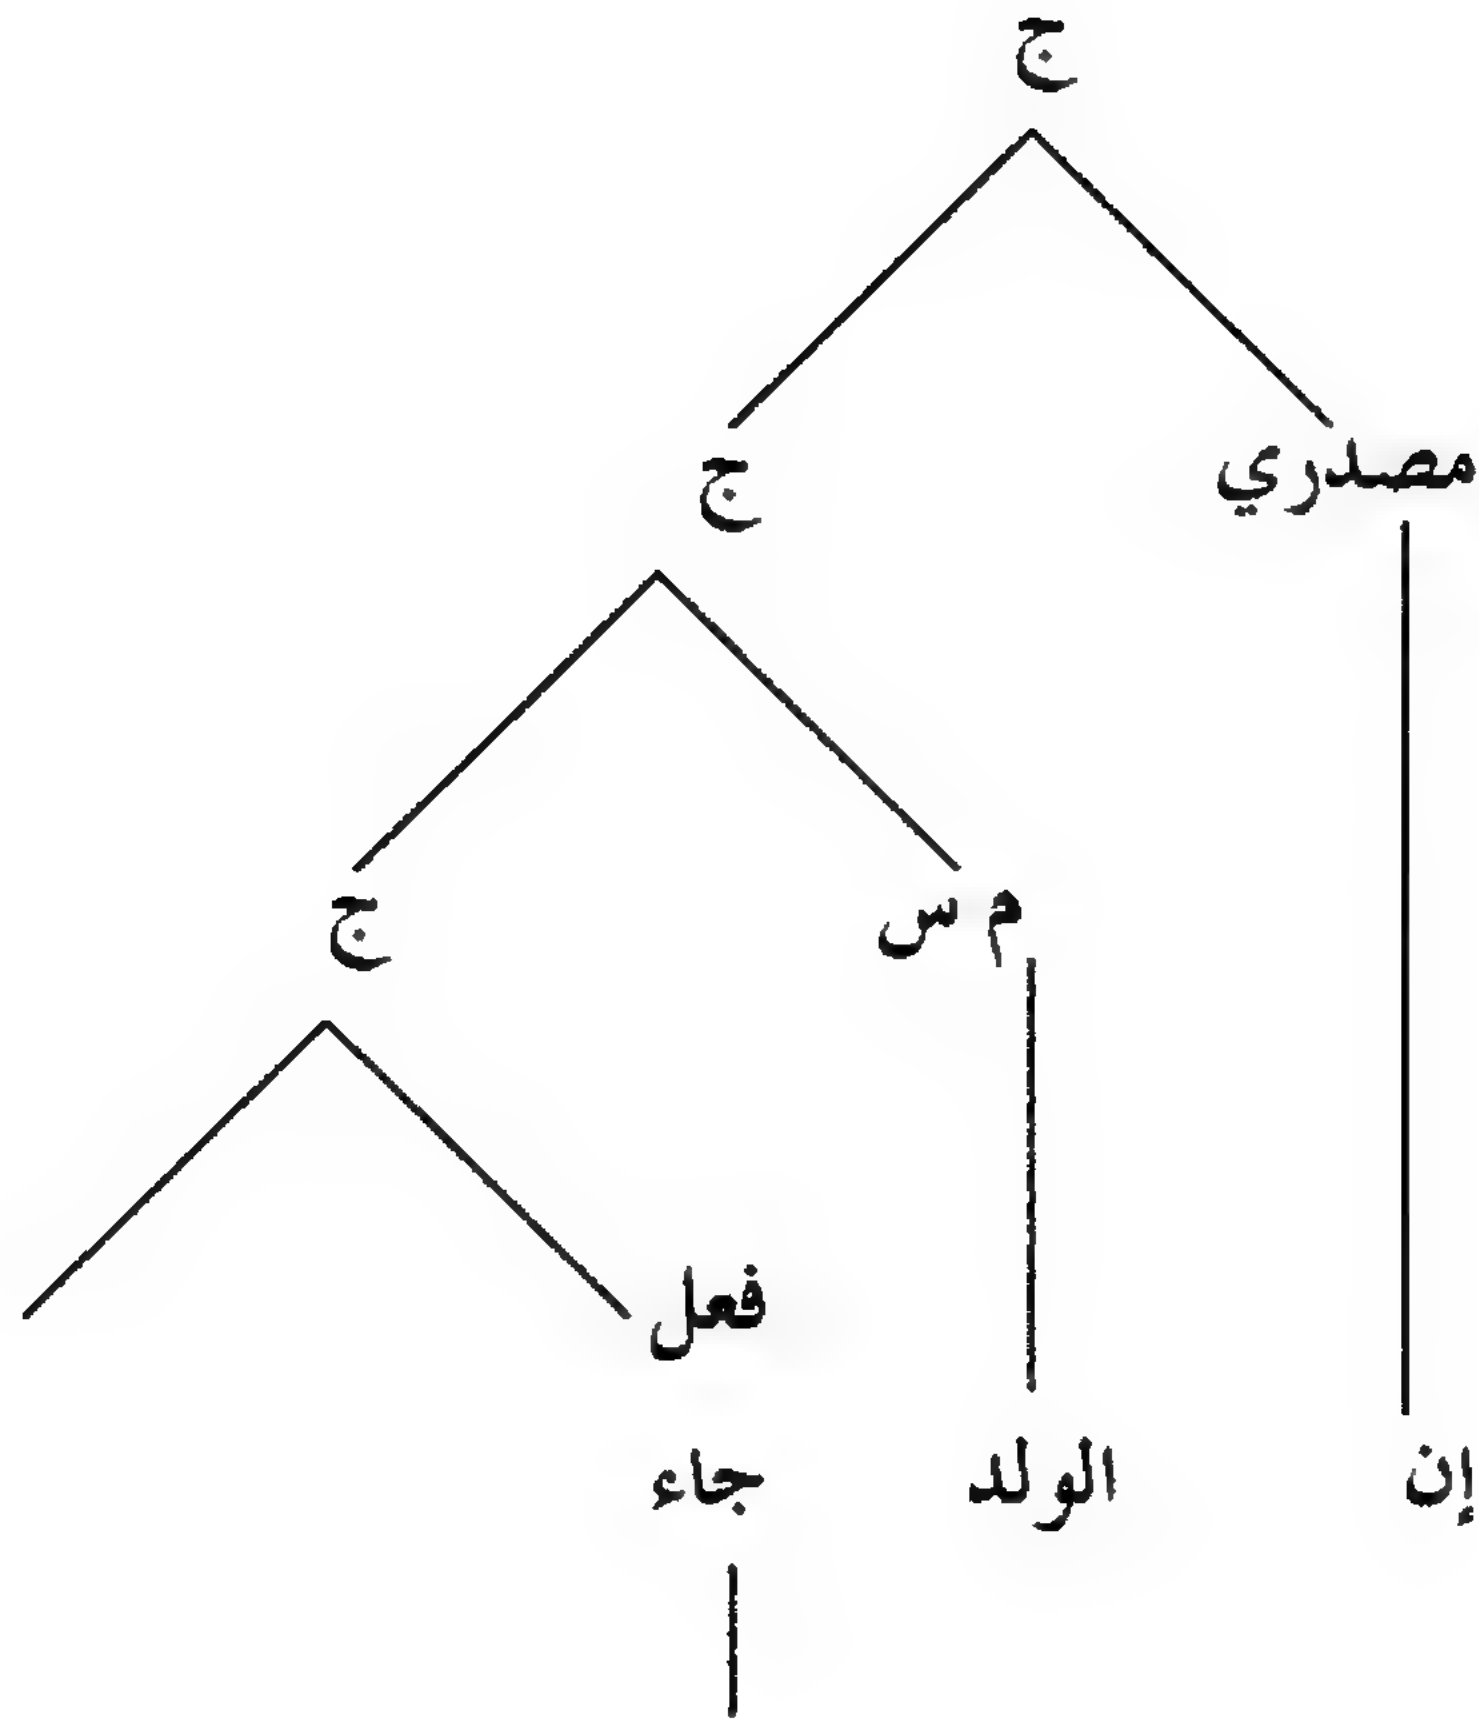 ج
مصدري ج
م س ج
فعل
إن الولد جاء